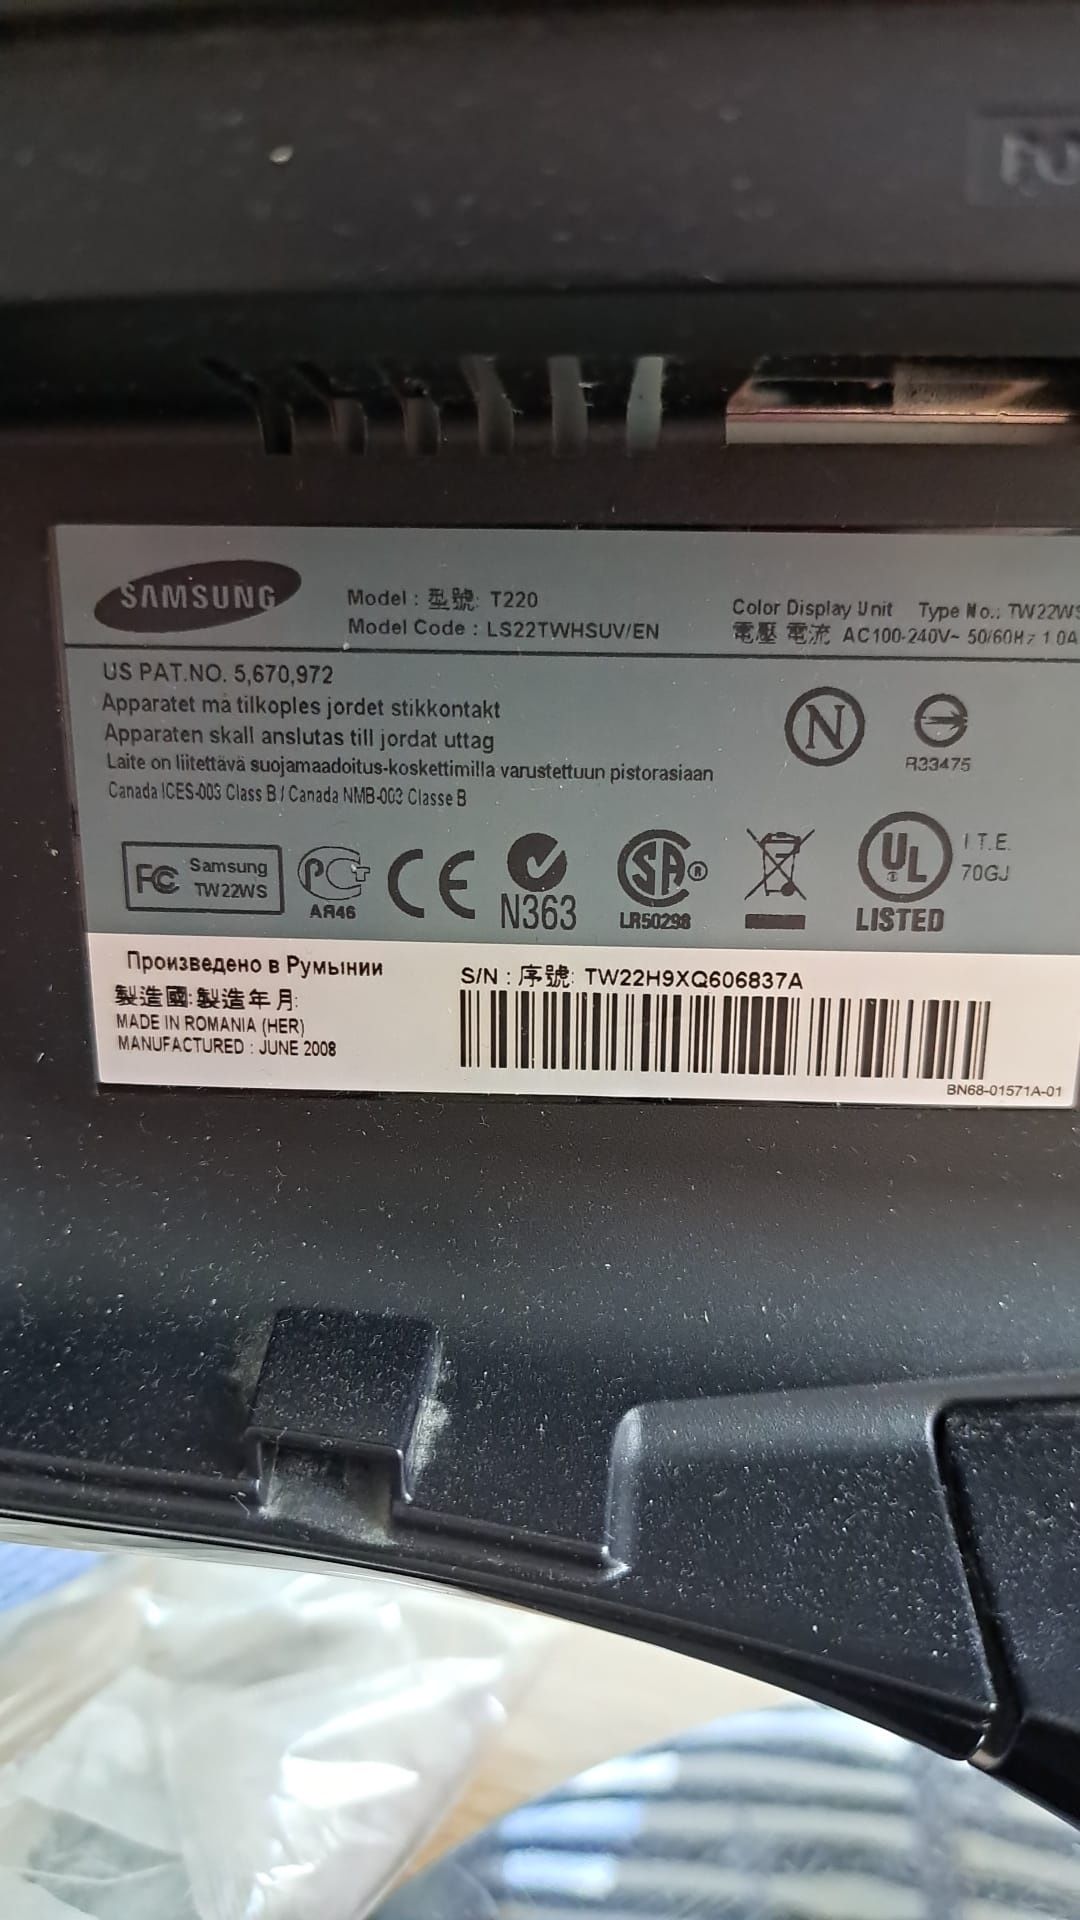 SAMSUNG
Model : 型號: T220
Model Code : LS22TWHSUV/EN
Color Display Unit Type No.: TW22WS
電壓 電流 AC100-240V~ 50/60Hz 1.0A
US PAT.NO. 5,670,972
Apparatet må tilkoples jordet stikkontakt
Apparaten skall anslutas till jordat uttag
Laite on liitettävä suojamaadoitus-koskettimilla varustettuun pistorasiaan
Canada ICES-003 Class B / Canada NMB-003 Classe B
N
R33475
FC Samsung
TW22WS
PCT
AR46
CE
N363
SA®
LR50298
UL
LISTED
I.T.E.
70GJ
Произведено в Румынии
製造國: 製造年月:
MADE IN ROMANIA (HER)
MANUFACTURED : JUNE 2008
S/N : 序號: TW22H9XQ606837A
BN68-01571A-01